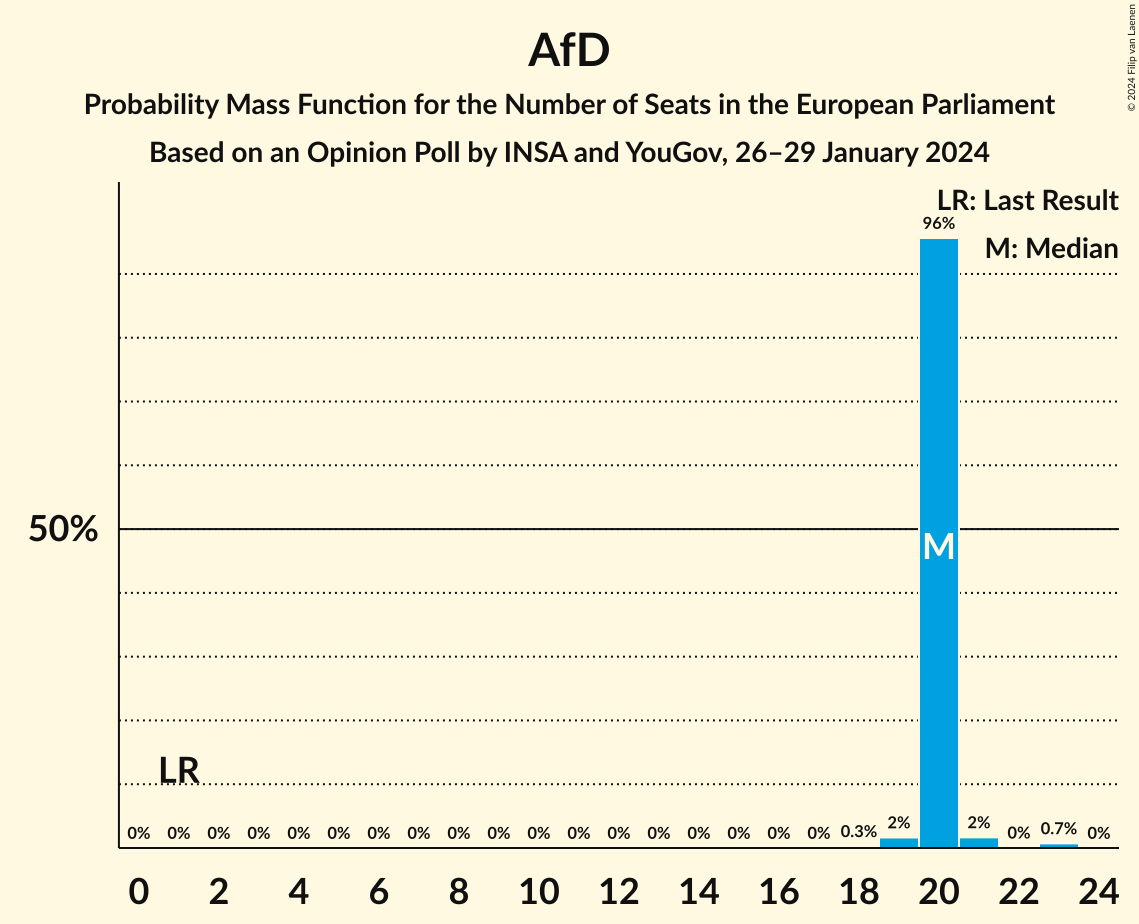 AfD
Probability Mass Function for the Number of Seats in the European Parliament
Based on an Opinion Poll by INSA and YouGov, 26–29 January 2024
© 2024 Filip van Laenen
LR: Last Result
96%
M: Median
50%
M
LR
0% 0% 0% 0% 0% 0% 0% 0% 0% 0% 0% 0% 0% 0% 0% 0% 0% 0% 0.3% 2% 2% 0% 0.7% 0%
0 2 4 6 8 10 12 14 16 18 20 22 24